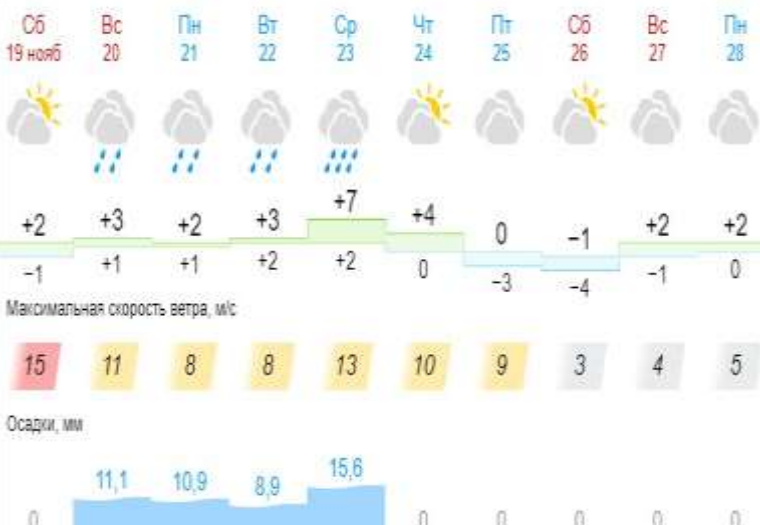 Сб Вс Пн Вт Ср Чт Пт Сб Вс Пн
19 нояб 20 21 22 23 24 25 26 27 28
+2 +3 +2 +3 +7 +4 0 −1 +2 +2
−1 +1 +1 +2 +2 0 −3 −4 −1 0
Максимальная скорость ветра, м/с
15 11 8 8 13 10 9 3 4 5
Осадки, мм
0 11,1 10,9 8,9 15,6 0 0 0 0 0